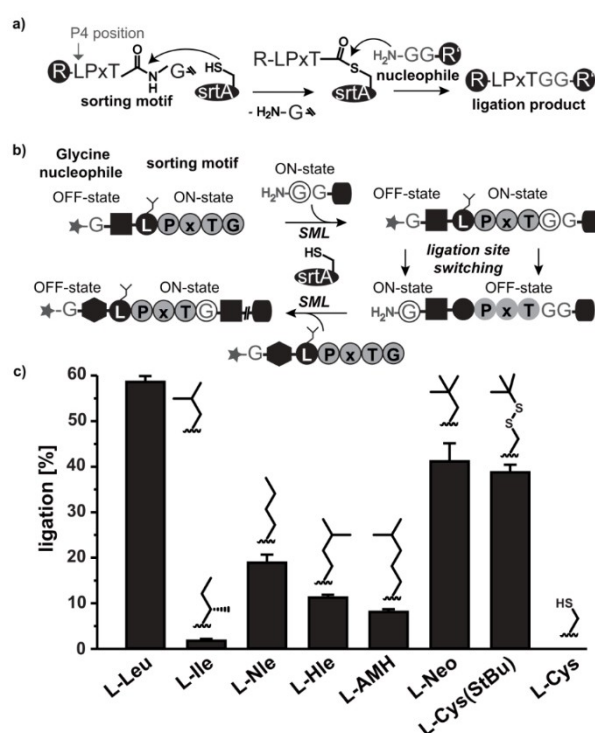 a)
P4 position
R-LPxT
O
N
H
G
sorting motif
HS
srtA
- H₂N-G
R-LPxT
O
S
srtA
H₂N-GG-R'
nucleophile
R-LPxTGG-R'
ligation product
b)
Glycine
nucleophile
sorting motif
OFF-state
ON-state
G
L P x T G
ON-state
H₂N-G G
SML
OFF-state
ON-state
G
L P x T G G
ligation site
switching
HS
srtA
OFF-state
ON-state
G
L P x T G
SML
ON-state
OFF-state
H₂N-G
P x T G G
G
L P x T G
c)
ligation [%]
60
50
40
30
20
10
0
S
S
HS
L-Leu
L-Ile
L-Nle
L-Hle
L-AMH
L-Neo
L-Cys(StBu)
L-Cys